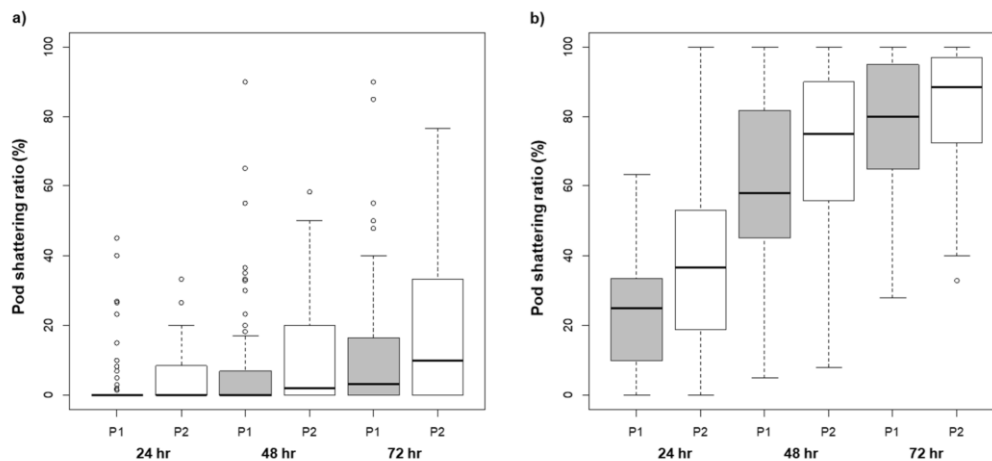 a)
Pod shattering ratio (%)
100
80
60
40
20
0
P1 P2 P1 P2 P1 P2
24 hr 48 hr 72 hr
b)
Pod shattering ratio (%)
100
80
60
40
20
0
P1 P2 P1 P2 P1 P2
24 hr 48 hr 72 hr